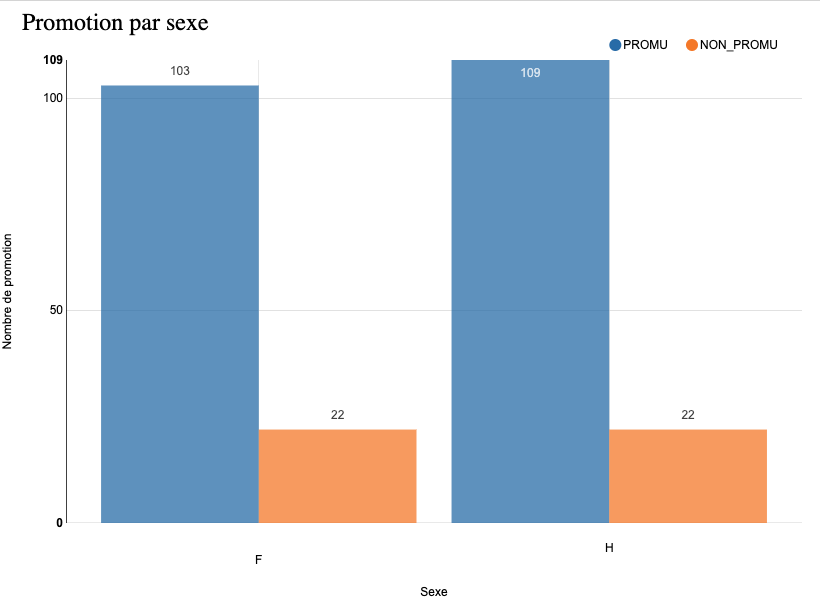 Promotion par sexe
PROMU NON_PROMU
109
103
109
100
Nombre de promotion
50
22
22
0
F
H
Sexe